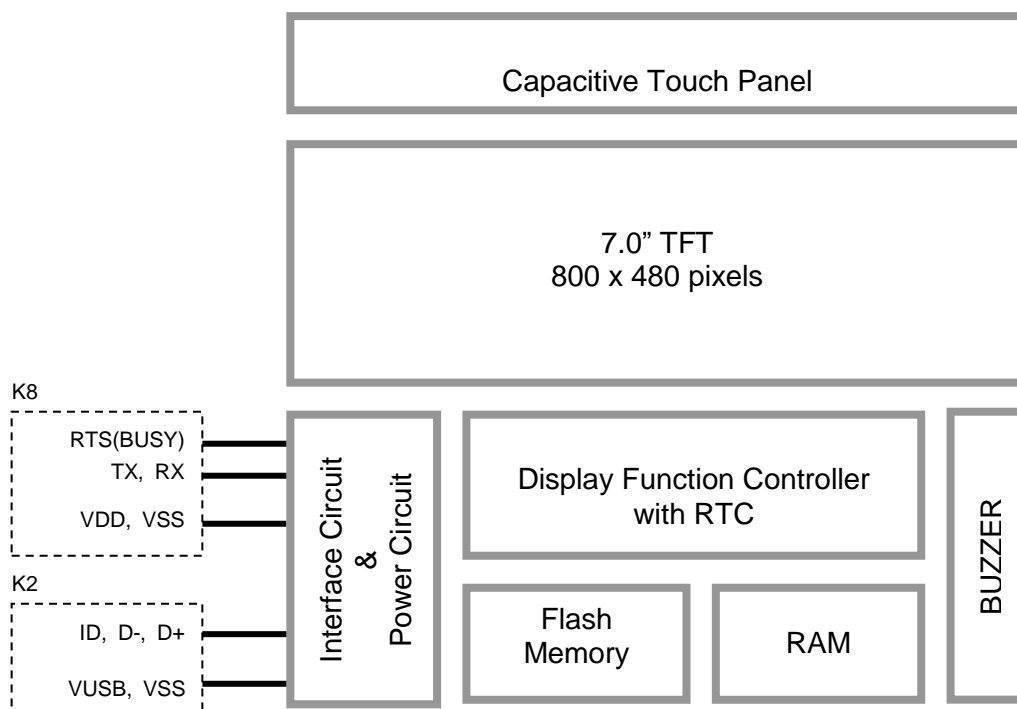 Capacitive Touch Panel
7.0” TFT
800 x 480 pixels
K8
RTS(BUSY)
TX, RX
VDD, VSS
K2
ID, D-, D+
VUSB, VSS
Interface Circuit
&
Power Circuit
Display Function Controller
with RTC
Flash
Memory
RAM
BUZZER